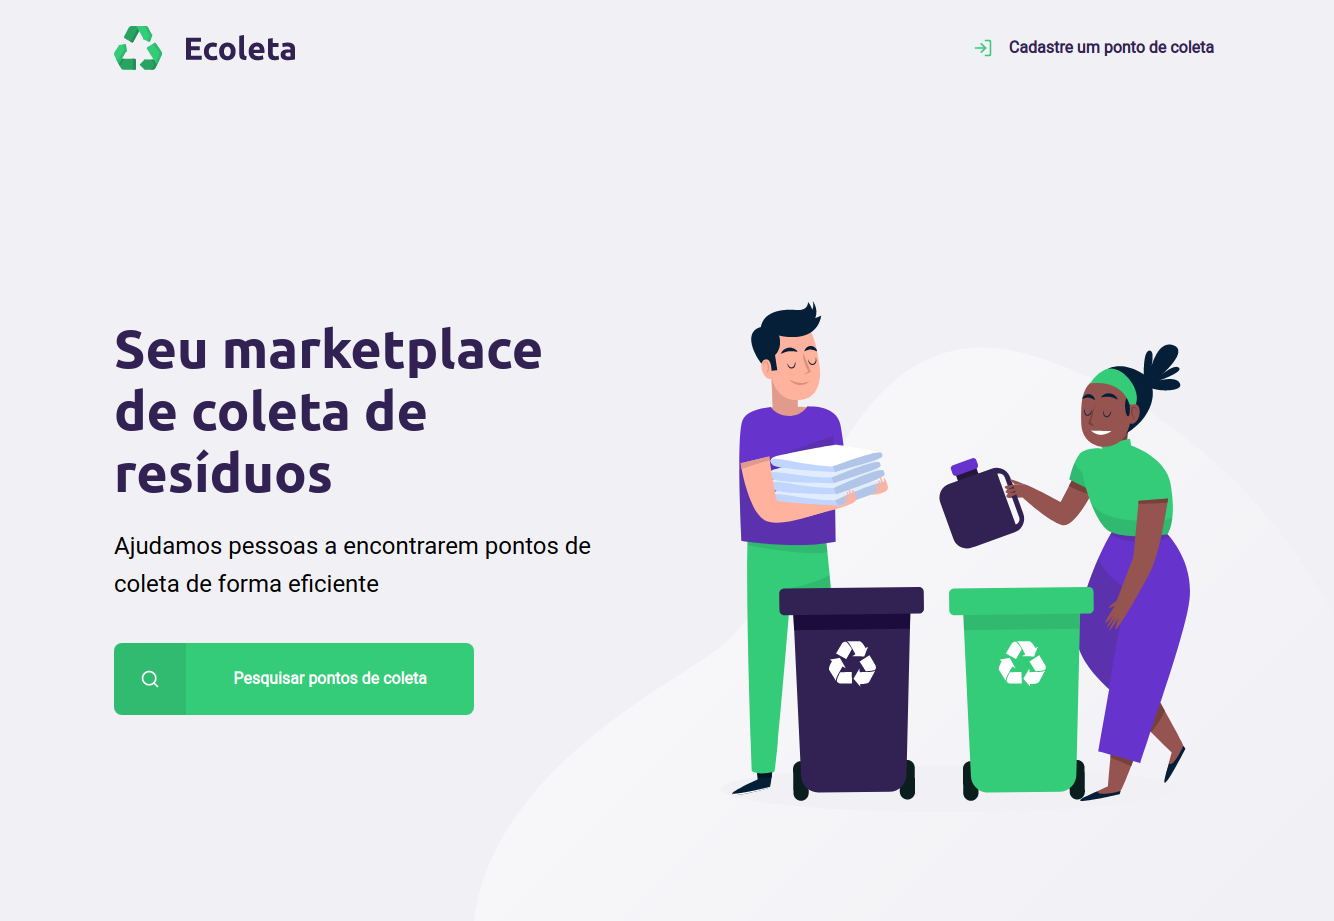 Ecoleta
Cadastre um ponto de coleta
Seu marketplace
de coleta de
resíduos
Ajudamos pessoas a encontrarem pontos de
coleta de forma eficiente
Pesquisar pontos de coleta